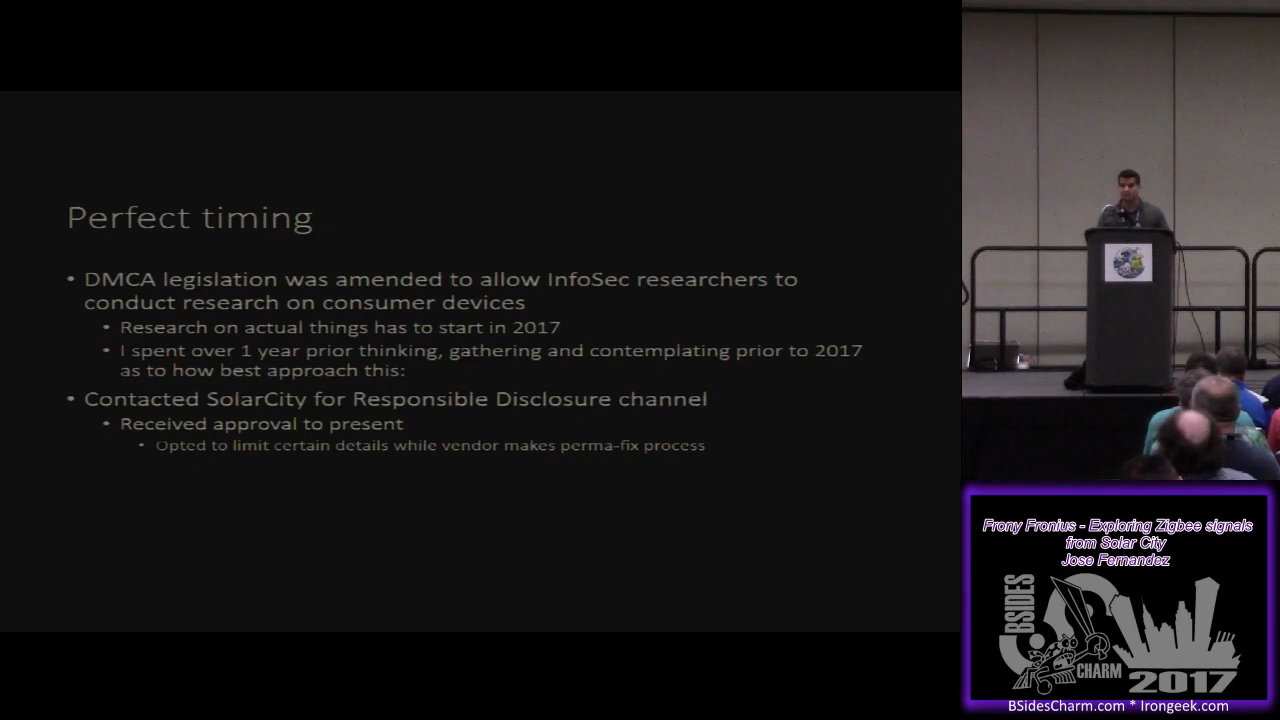 Perfect timing
• DMCA legislation was amended to allow InfoSec researchers to
conduct research on consumer devices
• Research on actual things has to start in 2017
• I spent over 1 year prior thinking, gathering and contemplating prior to 2017
as to how best approach this:
• Contacted SolarCity for Responsible Disclosure channel
• Received approval to present
• Opted to limit certain details while vendor makes perma-fix process
Frony Fronius - Exploring Zigbee signals
from Solar City
Jose Fernandez
BSIDES
CHARM
2017
BSidesCharm.com * Irongeek.com